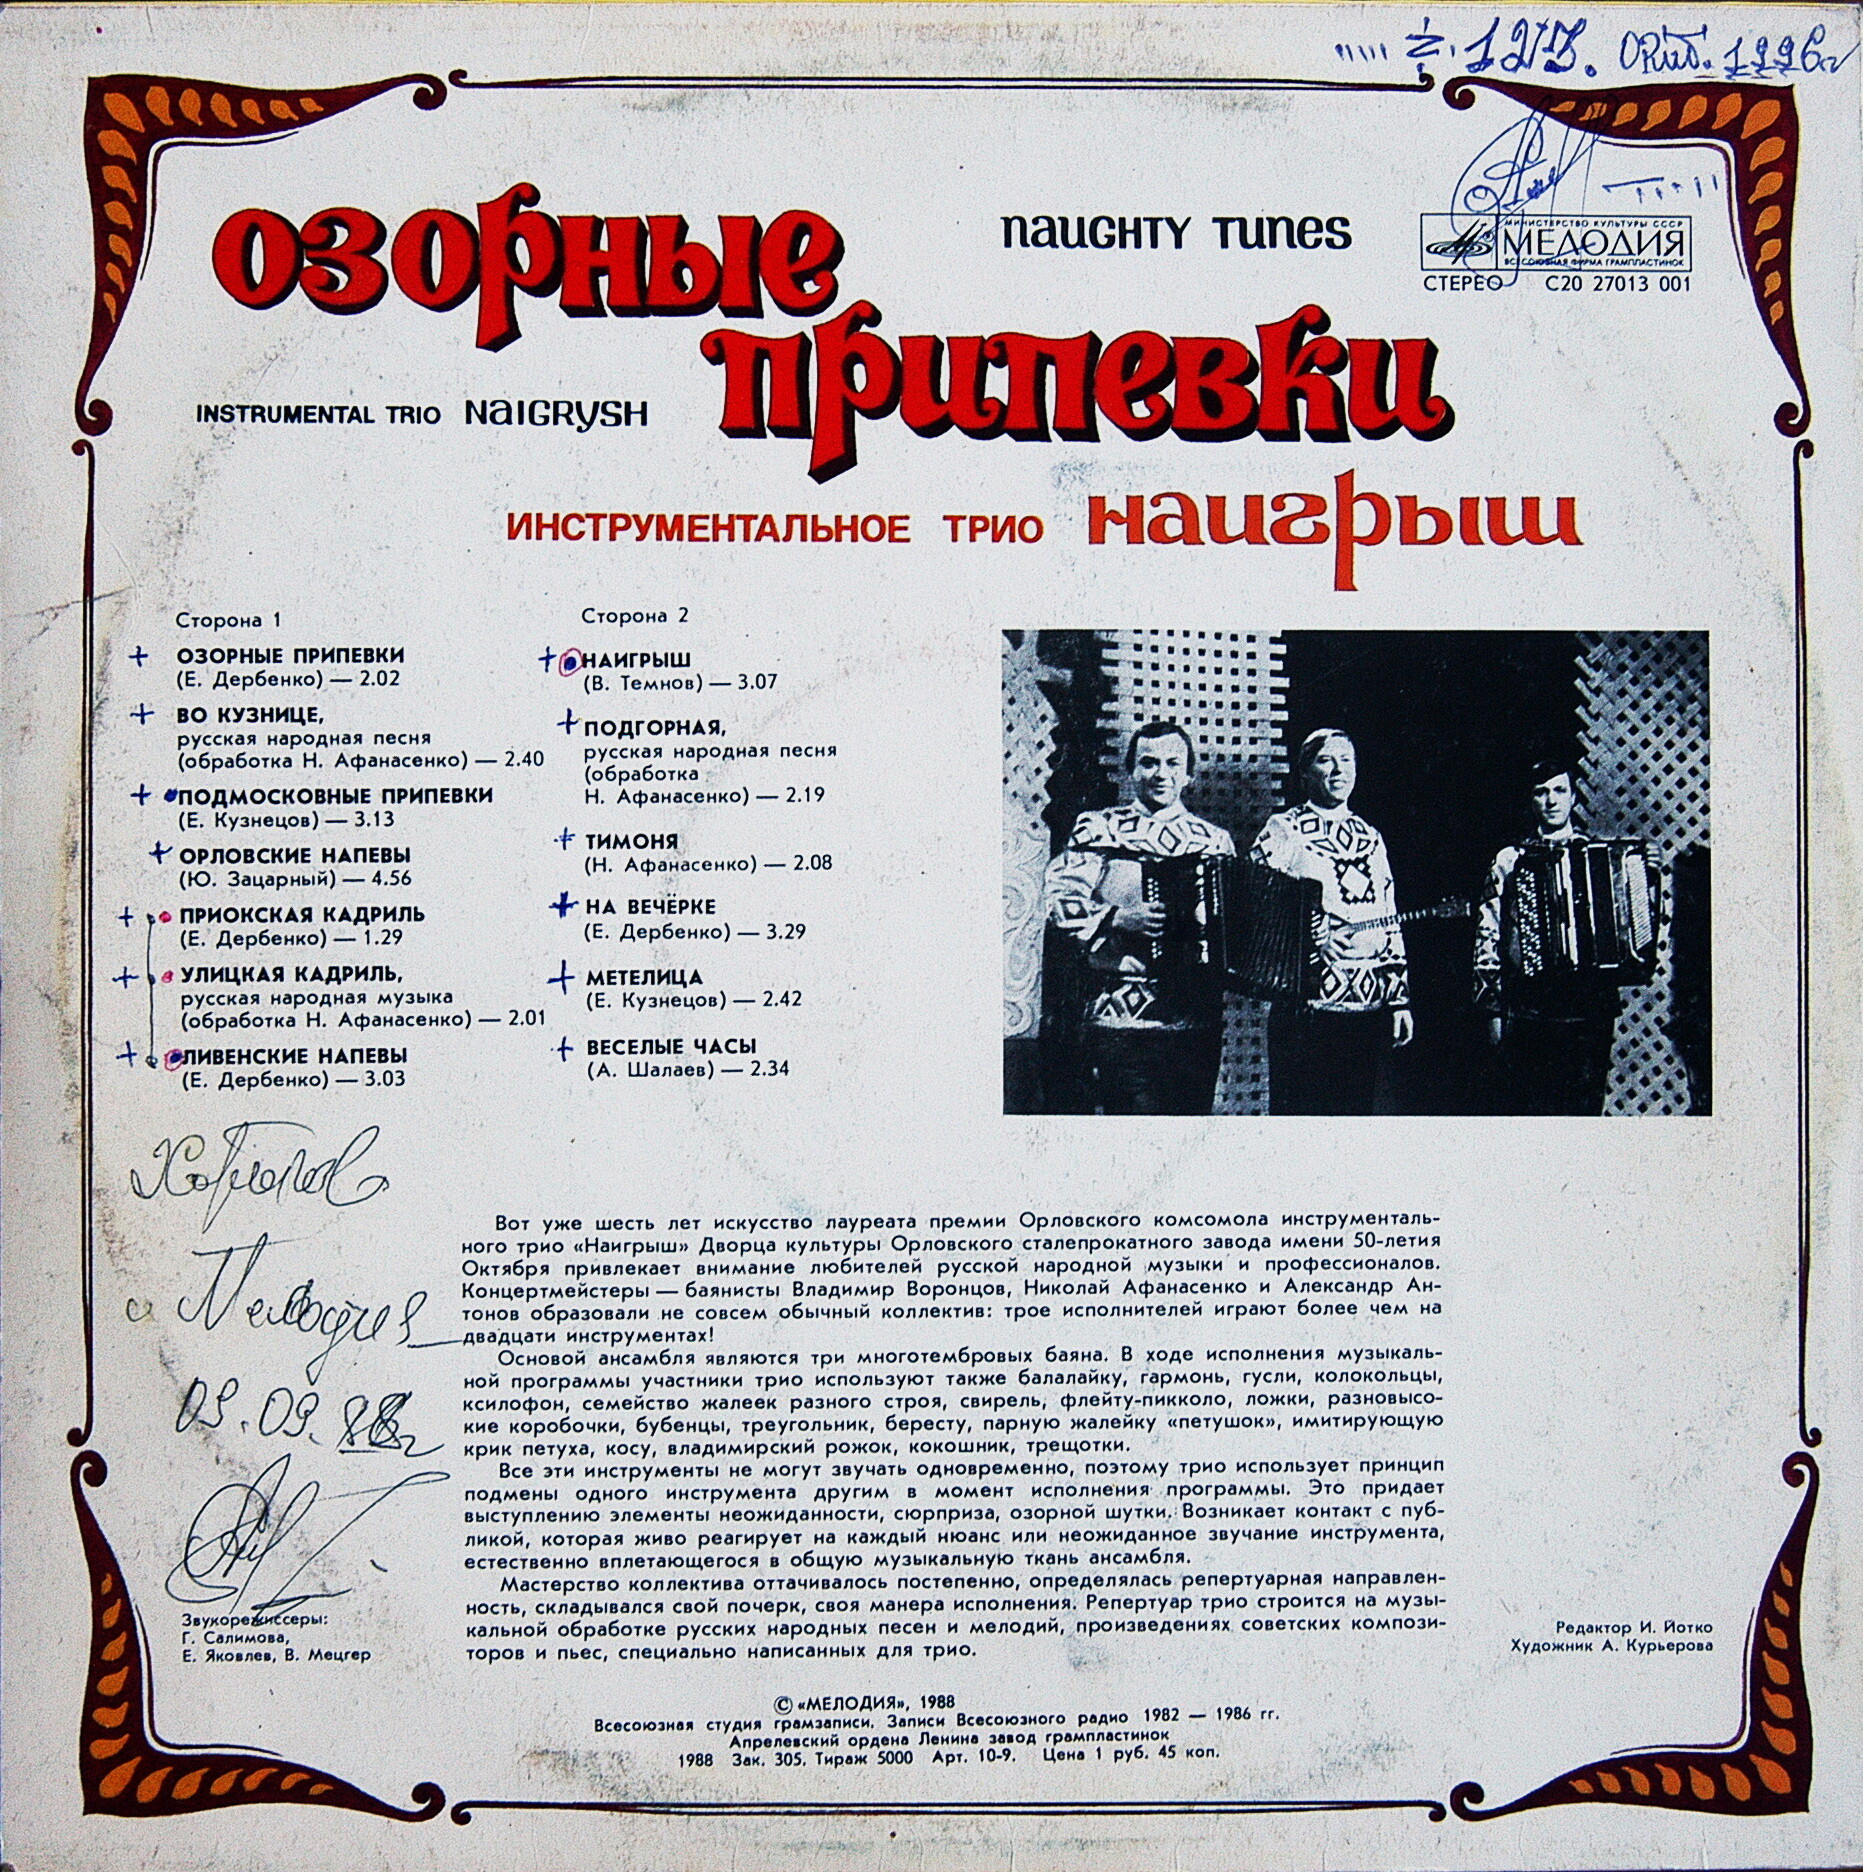 1996г
ОЗОРНЫЕ
NAUGHTY TUNES
МИНИСТЕРСТВО КУЛЬТУРЫ СССР
МЕЛОДИЯ
ВСЕСОЮЗНАЯ ФИРМА ГРАМПЛАСТИНОК
СТЕРЕО С20 27013 001
ПРИПЕВКИ
INSTRUMENTAL TRIO NAIGRYSH
ИНСТРУМЕНТАЛЬНОЕ ТРИО НАИГРЫШ
Сторона 1
ОЗОРНЫЕ ПРИПЕВКИ
(Е. Дербенко) — 2.02
ВО КУЗНИЦЕ,
русская народная песня
(обработка Н. Афанасенко) — 2.40
ПОДМОСКОВНЫЕ ПРИПЕВКИ
(Е. Кузнецов) — 3.13
ОРЛОВСКИЕ НАПЕВЫ
(Ю. Зацарный) — 4.56
ПРИОКСКАЯ КАДРИЛЬ
(Е. Дербенко) — 1.29
УЛИЦКАЯ КАДРИЛЬ,
русская народная музыка
(обработка Н. Афанасенко) — 2.01
ЛИВЕНСКИЕ НАПЕВЫ
(Е. Дербенко) — 3.03
Сторона 2
НАИГРЫШ
(В. Темнов) — 3.07
ПОДГОРНАЯ,
русская народная песня
(обработка
Н. Афанасенко) — 2.19
ТИМОНЯ
(Н. Афанасенко) — 2.08
НА ВЕЧЁРКЕ
(Е. Дербенко) — 3.29
МЕТЕЛИЦА
(Е. Кузнецов) — 2.42
ВЕСЕЛЫЕ ЧАСЫ
(А. Шалаев) — 2.34
Мелодия
09.09.88г
Вот уже шесть лет искусство лауреата премии Орловского комсомола инструменталь-
ного трио «Наигрыш» Дворца культуры Орловского сталепрокатного завода имени 50-летия
Октября привлекает внимание любителей русской народной музыки и профессионалов.
Концертмейстеры — баянисты Владимир Воронцов, Николай Афанасенко и Александр Ан-
тонов образовали не совсем обычный коллектив: трое исполнителей играют более чем на
двадцати инструментах!
Основой ансамбля являются три многотембровых баяна. В ходе исполнения музыкаль-
ной программы участники трио используют также балалайку, гармонь, гусли, колокольцы,
ксилофон, семейство жалеек разного строя, свирель, флейту-пикколо, ложки, разновысо-
кие коробочки, бубенцы, треугольник, бересту, парную жалейку «петушок», имитирующую
крик петуха, косу, владимирский рожок, кокошник, трещотки.
Все эти инструменты не могут звучать одновременно, поэтому трио использует принцип
подмены одного инструмента другим в момент исполнения программы. Это придает
выступлению элементы неожиданности, сюрприза, озорной шутки. Возникает контакт с пуб-
ликой, которая живо реагирует на каждый нюанс или неожиданное звучание инструмента,
естественно вплетающегося в общую музыкальную ткань ансамбля.
Мастерство коллектива оттачивалось постепенно, определялась репертуарная направлен-
ность, складывался свой почерк, своя манера исполнения. Репертуар трио строится на музы-
кальной обработке русских народных песен и мелодий, произведениях советских компози-
торов и пьес, специально написанных для трио.
Звукорежиссеры:
Г. Салимова,
Е. Яковлев, В. Мецгер
Редактор И. Йотко
Художник А. Курьерова
© «МЕЛОДИЯ», 1988
Всесоюзная студия грамзаписи. Записи Всесоюзного радио 1982 — 1986 гг.
Апрелевский ордена Ленина завод грампластинок
1988 Зак. 305. Тираж 5000 Арт. 10-9. Цена 1 руб. 45 коп.